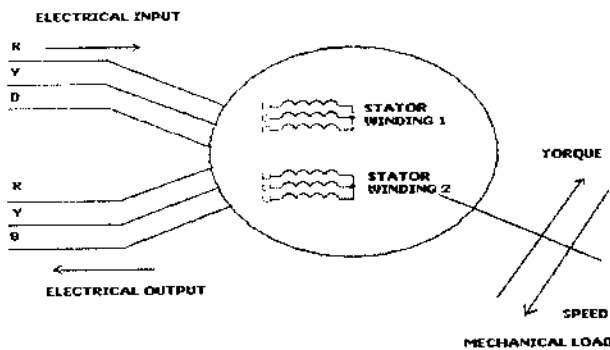 ELECTRICAL INPUT
R
Y
B
STATOR
WINDING 1
STATOR
WINDING 2
R
Y
B
ELECTRICAL OUTPUT
TORQUE
SPEED
MECHANICAL LOAD